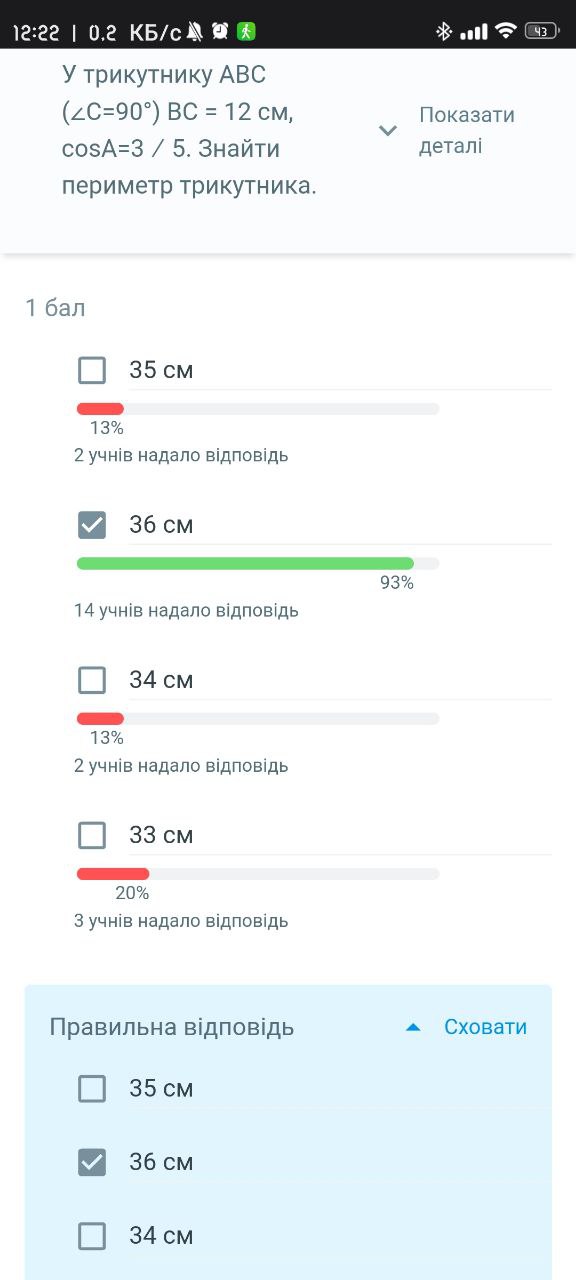 12:22 | 0.2 КБ/с 43
У трикутнику ABC
(∠C=90°) BC = 12 см,
cosA=3 / 5. Знайти
периметр трикутника.
Показати
деталі
1 бал
35 см
13%
2 учнів надало відповідь
36 см
93%
14 учнів надало відповідь
34 см
13%
2 учнів надало відповідь
33 см
20%
3 учнів надало відповідь
Правильна відповідь
Сховати
35 см
36 см
34 см